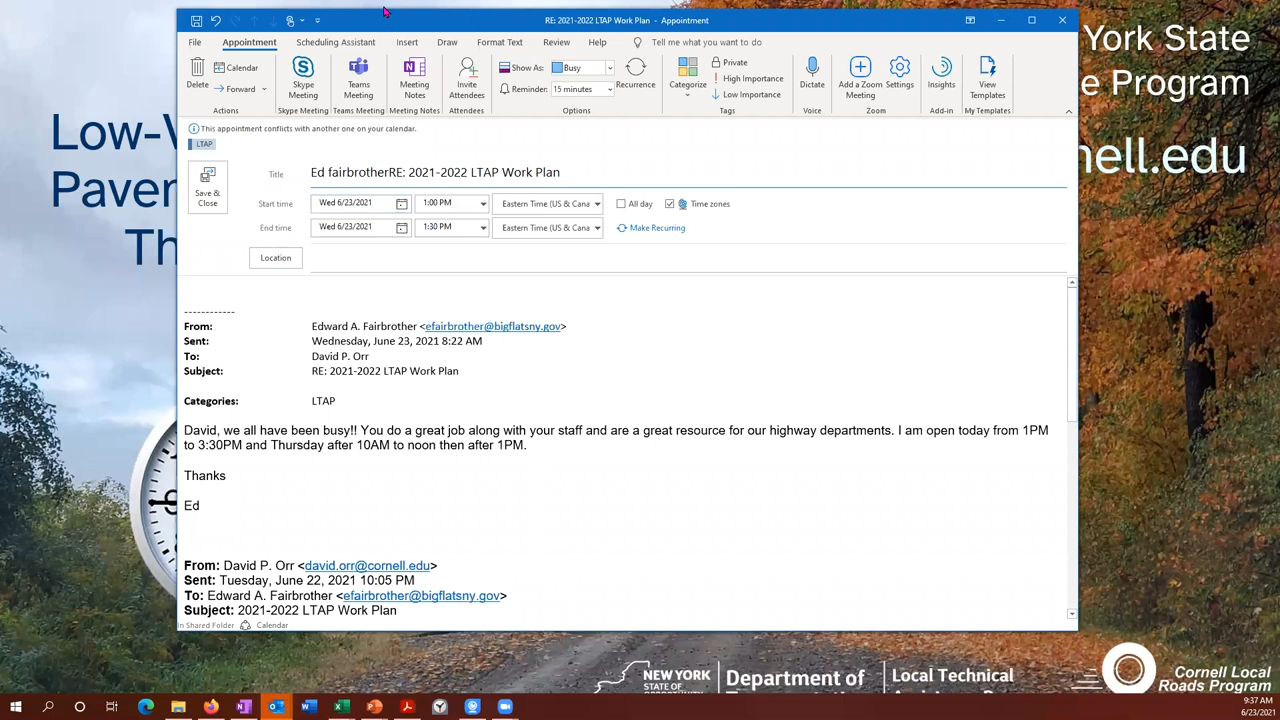 RE: 2021-2022 LTAP Work Plan - Appointment
File Appointment Scheduling Assistant Insert Draw Format Text Review Help Tell me what you want to do
Delete
Calendar
Forward
Actions
Skype Meeting
Skype Meeting
Teams Meeting
Teams Meeting
Meeting Notes
Meeting Notes
Invite Attendees
Attendees
Show As: Busy
Reminder: 15 minutes
Recurrence
Options
Categorize
Private
High Importance
Low Importance
Tags
Dictate
Voice
Add a Zoom Meeting
Settings
Zoom
Insights
Add-in
View Templates
My Templates
This appointment conflicts with another one on your calendar.
LTAP
Save & Close
Title Ed fairbrotherRE: 2021-2022 LTAP Work Plan
Start time Wed 6/23/2021 1:00 PM Eastern Time (US & Cana All day Time zones
End time Wed 6/23/2021 1:30 PM Eastern Time (US & Cana Make Recurring
Location
------------
From: Edward A. Fairbrother <efairbrother@bigflatsny.gov>
Sent: Wednesday, June 23, 2021 8:22 AM
To: David P. Orr
Subject: RE: 2021-2022 LTAP Work Plan
Categories: LTAP
David, we all have been busy!! You do a great job along with your staff and are a great resource for our highway departments. I am open today from 1PM
to 3:30PM and Thursday after 10AM to noon then after 1PM.
Thanks
Ed
From: David P. Orr <david.orr@cornell.edu>
Sent: Tuesday, June 22, 2021 10:05 PM
To: Edward A. Fairbrother <efairbrother@bigflatsny.gov>
Subject: 2021-2022 LTAP Work Plan
In Shared Folder Calendar
York State
e Program
nell.edu
Low-
Paver
Th
NEW YORK
STATE OF
Department of
Local Technical
Cornell Local
Roads Program
9:37 AM
6/23/2021